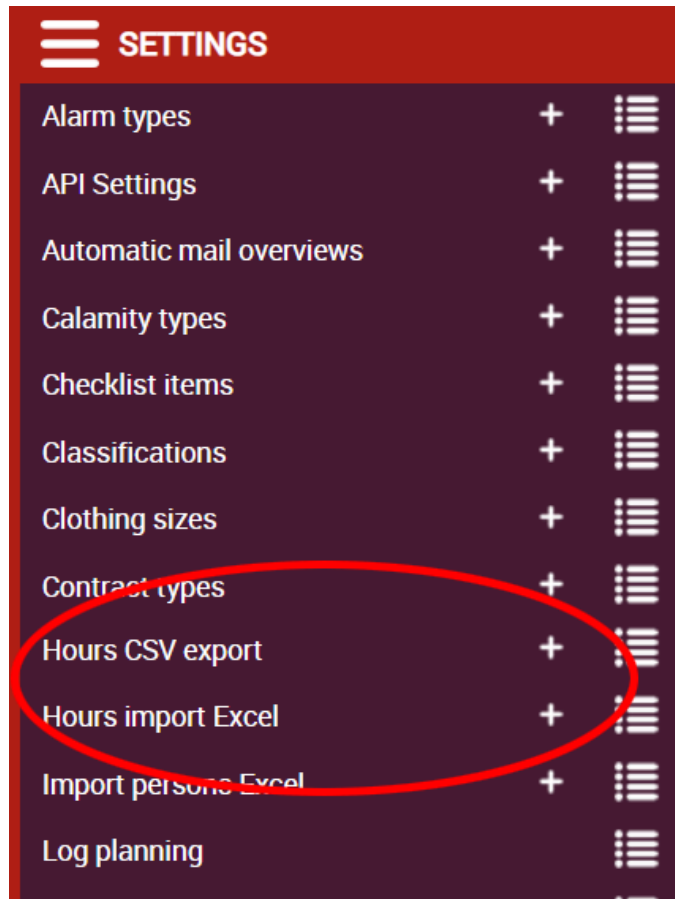 SETTINGS
Alarm types
API Settings
Automatic mail overviews
Calamity types
Checklist items
Classifications
Clothing sizes
Contract types
Hours CSV export
Hours import Excel
Import persons Excel
Log planning